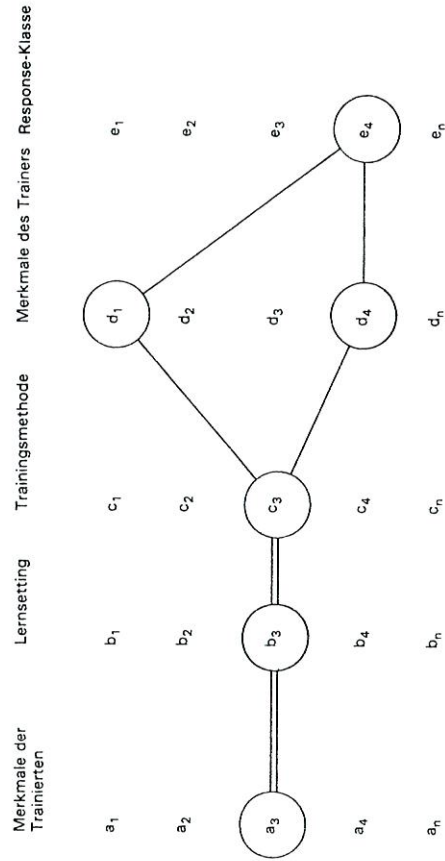 Merkmale der Trainierten Lernsetting Trainingsmethode Merkmale des Trainers Response-Klasse
a₁ b₁ c₁ d₁ e₁
a₂ b₂ c₂ d₂ e₂
a₃ b₃ c₃ d₃ e₃
a₄ b₄ c₄ d₄ e₄
aₙ bₙ cₙ dₙ eₙ